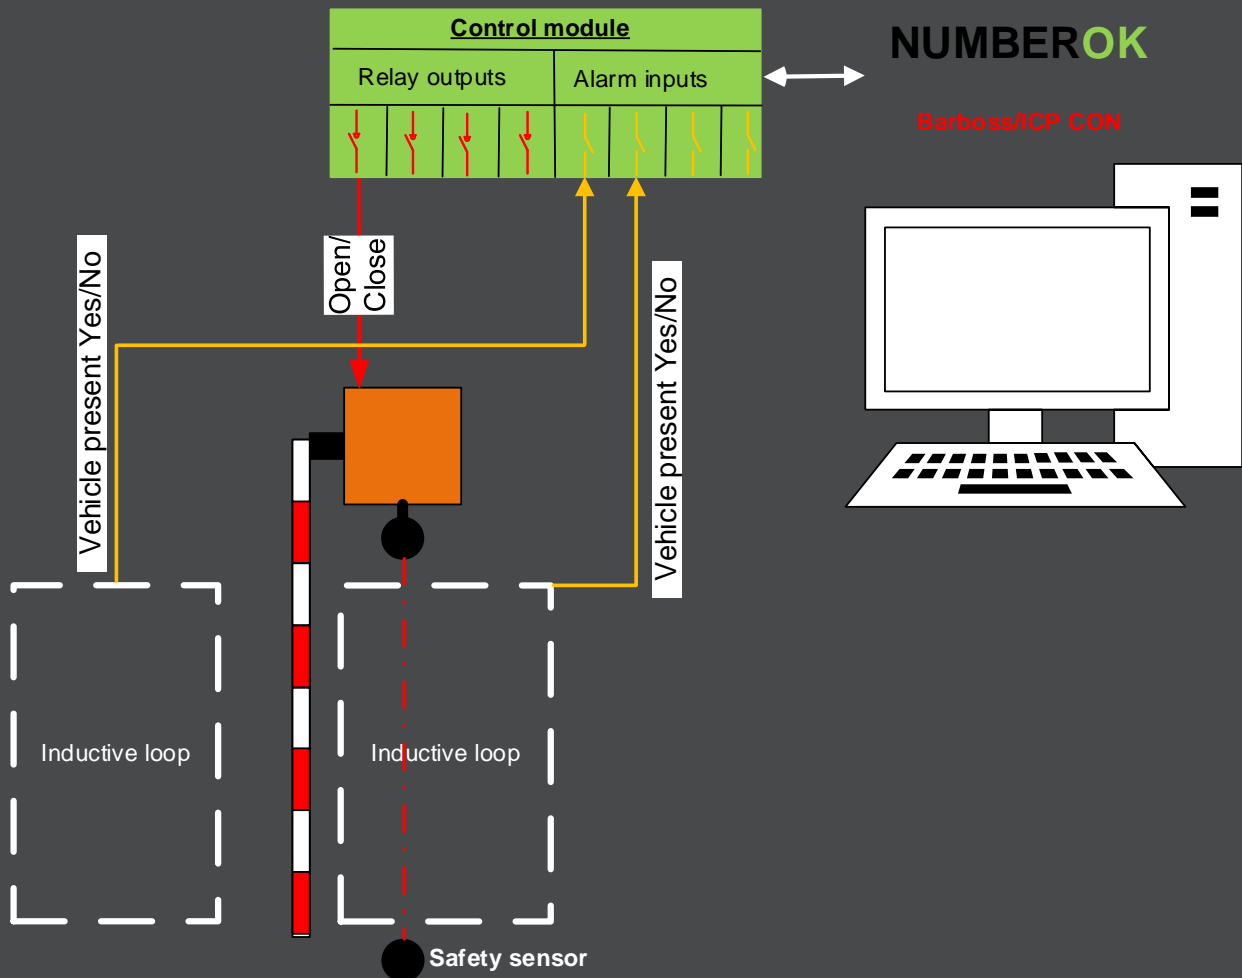 Control module
NUMBEROK
Relay outputs
Alarm inputs
Barboss/ICP CON
Open/
Close
Vehicle present Yes/No
Vehicle present Yes/No
Inductive loop
Inductive loop
Safety sensor